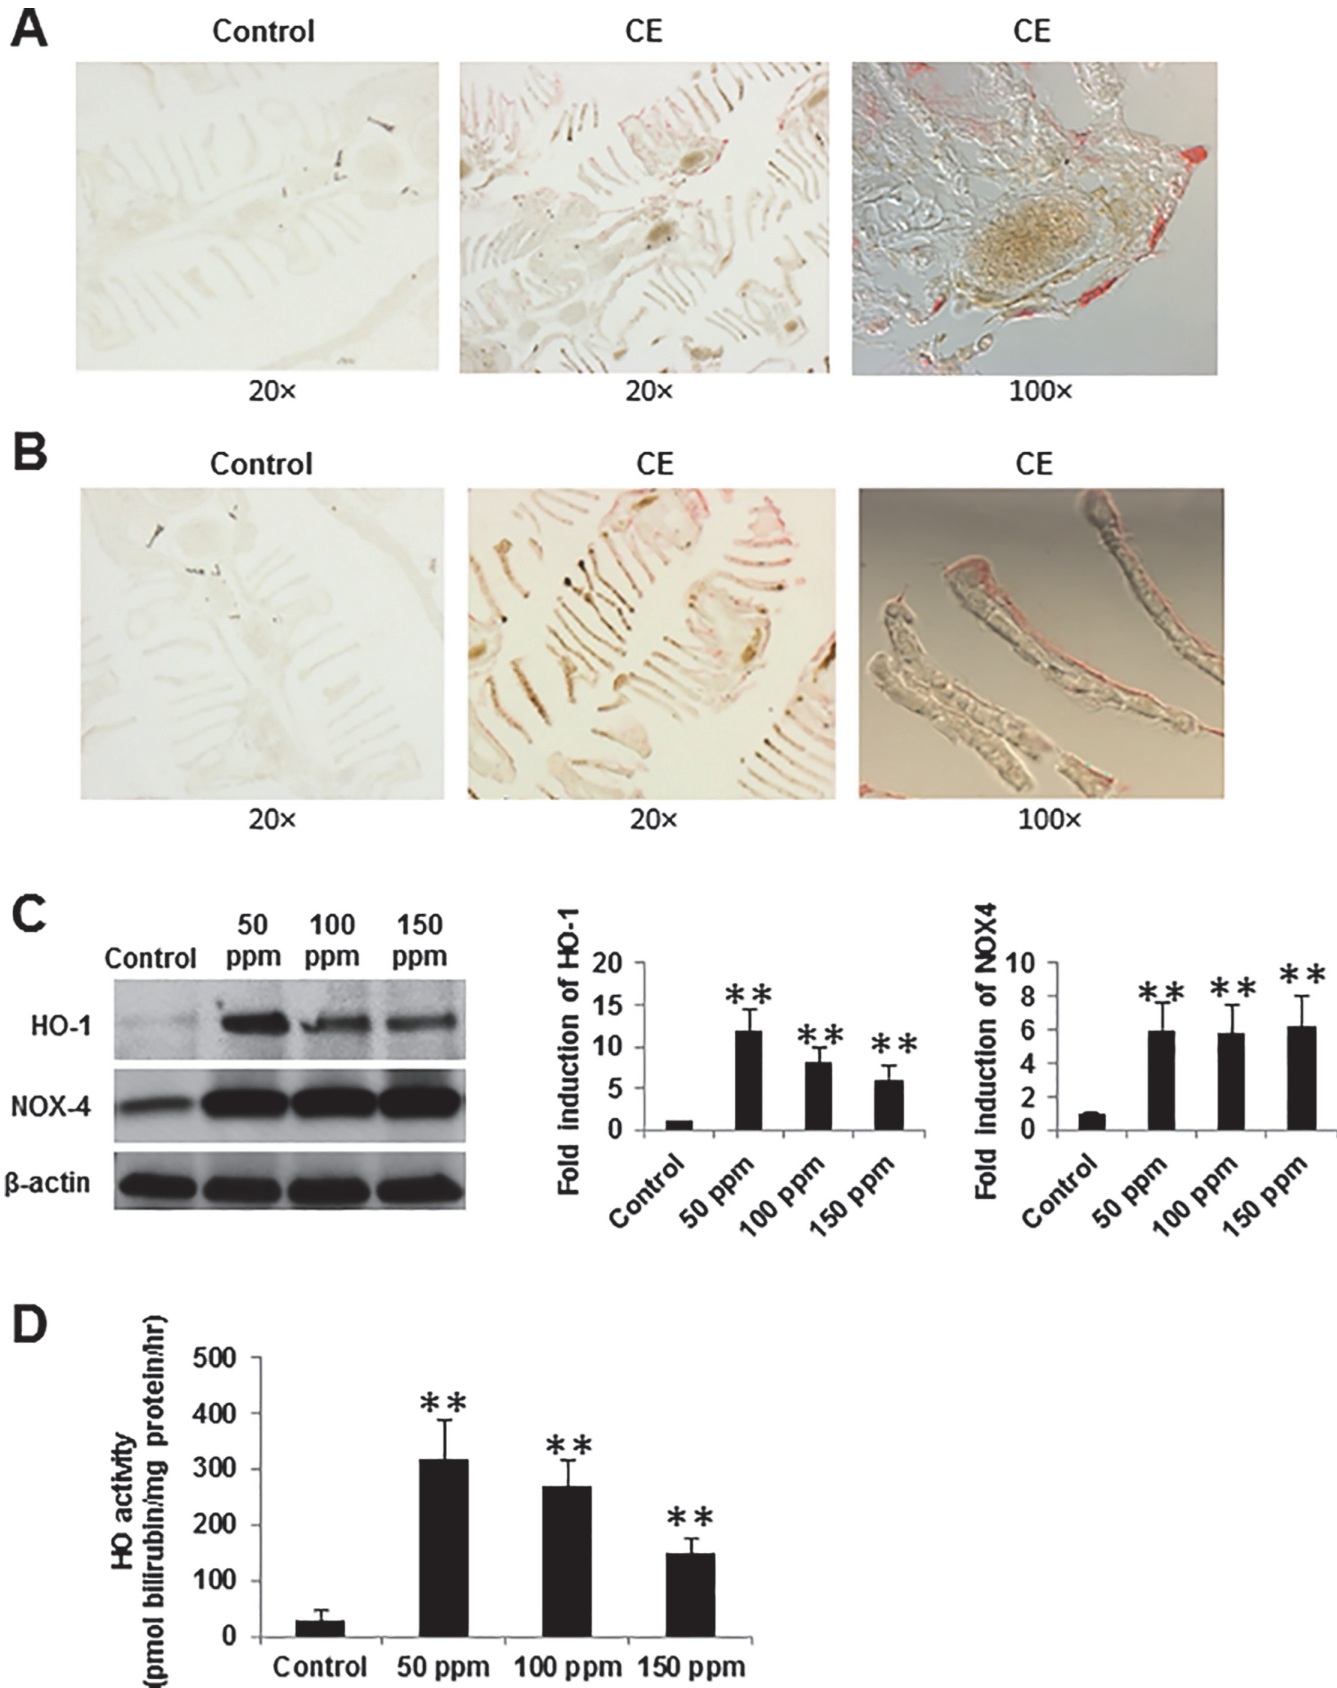 A
Control
CE
CE
20×
20×
100×
B
Control
CE
CE
20×
20×
100×
C
Control
50 ppm
100 ppm
150 ppm
HO-1
NOX-4
β-actin
Fold induction of HO-1
20
15
10
5
0
**
**
**
Control
50 ppm
100 ppm
150 ppm
Fold induction of NOX4
10
8
6
4
2
0
**
**
**
Control
50 ppm
100 ppm
150 ppm
D
HO activity
(pmol bilirubin/mg protein/hr)
500
400
300
200
100
0
**
**
**
Control
50 ppm
100 ppm
150 ppm